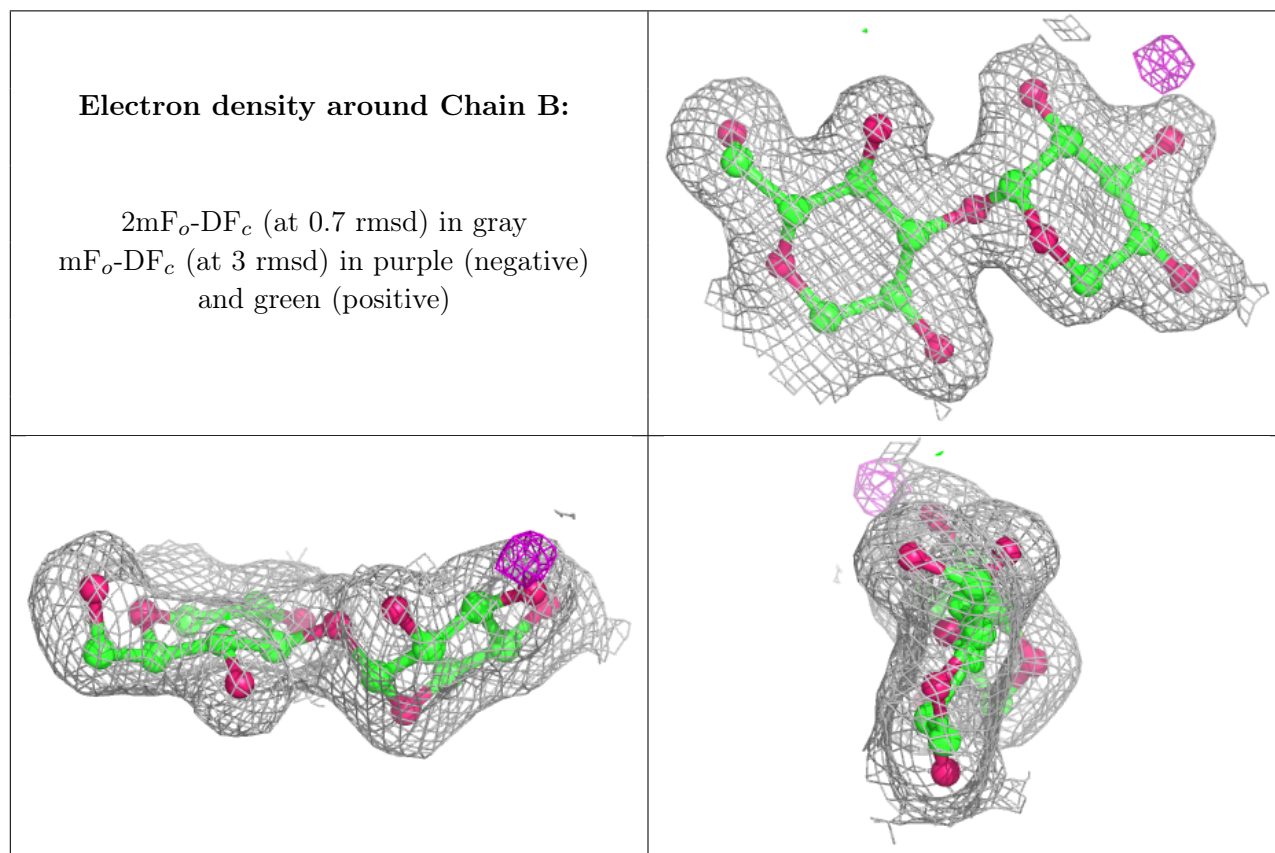 Electron density around Chain B:
2mFo-DFc (at 0.7 rmsd) in gray
mFo-DFc (at 3 rmsd) in purple (negative)
and green (positive)